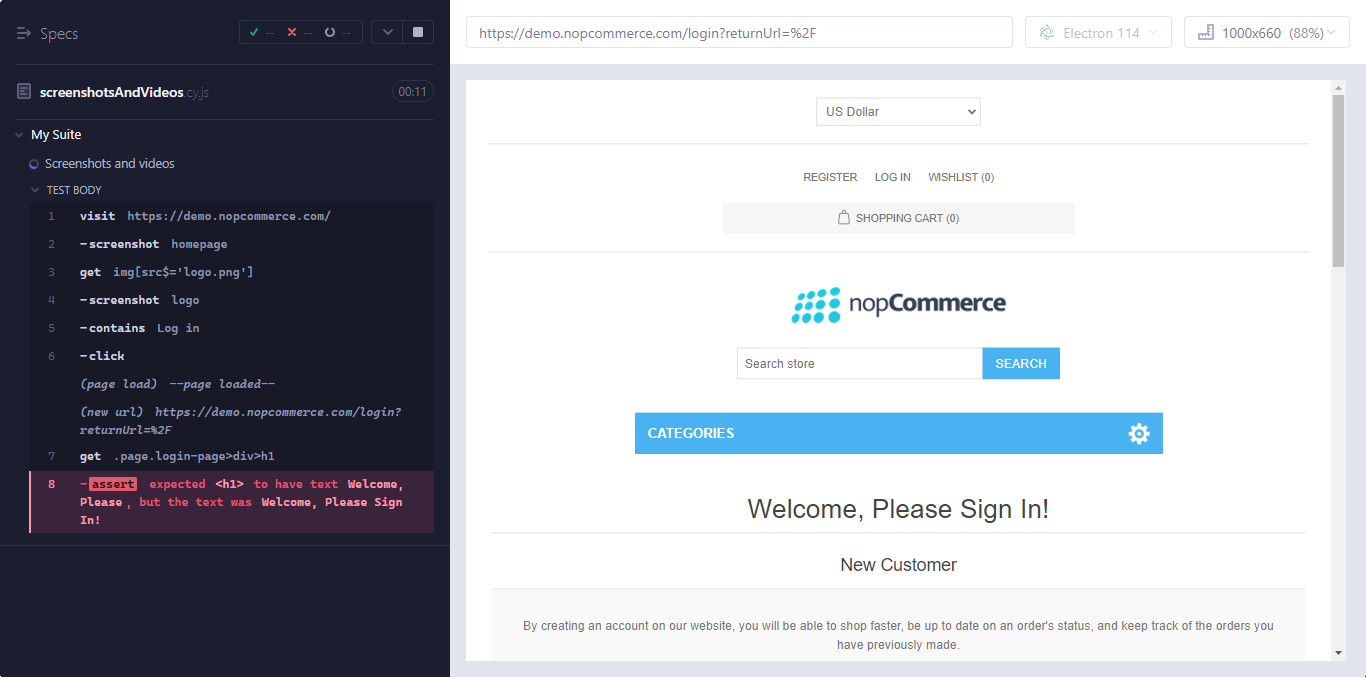 Specs
-- -- --
screenshotsAndVideos.cy.js
00:11
My Suite
Screenshots and videos
TEST BODY
1 visit https://demo.nopcommerce.com/
2 -screenshot homepage
3 get img[src$='logo.png']
4 -screenshot logo
5 -contains Log in
6 -click
(page load) --page loaded--
(new url) https://demo.nopcommerce.com/login?
returnUrl=%2F
7 get .page.login-page>div>h1
8 -assert expected <h1> to have text Welcome,
Please, but the text was Welcome, Please Sign
In!
https://demo.nopcommerce.com/login?returnUrl=%2F
Electron 114
1000x660 (88%)
US Dollar
REGISTER LOG IN WISHLIST (0)
SHOPPING CART (0)
nopCommerce
Search store
SEARCH
CATEGORIES
Welcome, Please Sign In!
New Customer
By creating an account on our website, you will be able to shop faster, be up to date on an order's status, and keep track of the orders you
have previously made.